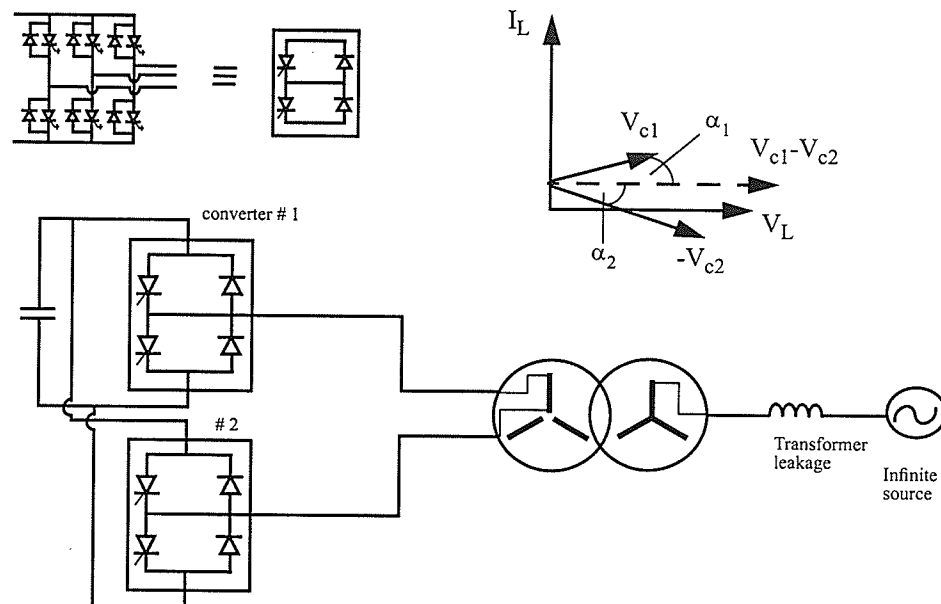 ≡
I_L
V_c1
α_1
V_c1-V_c2
V_L
α_2
-V_c2
converter # 1
# 2
Transformer
leakage
Infinite
source